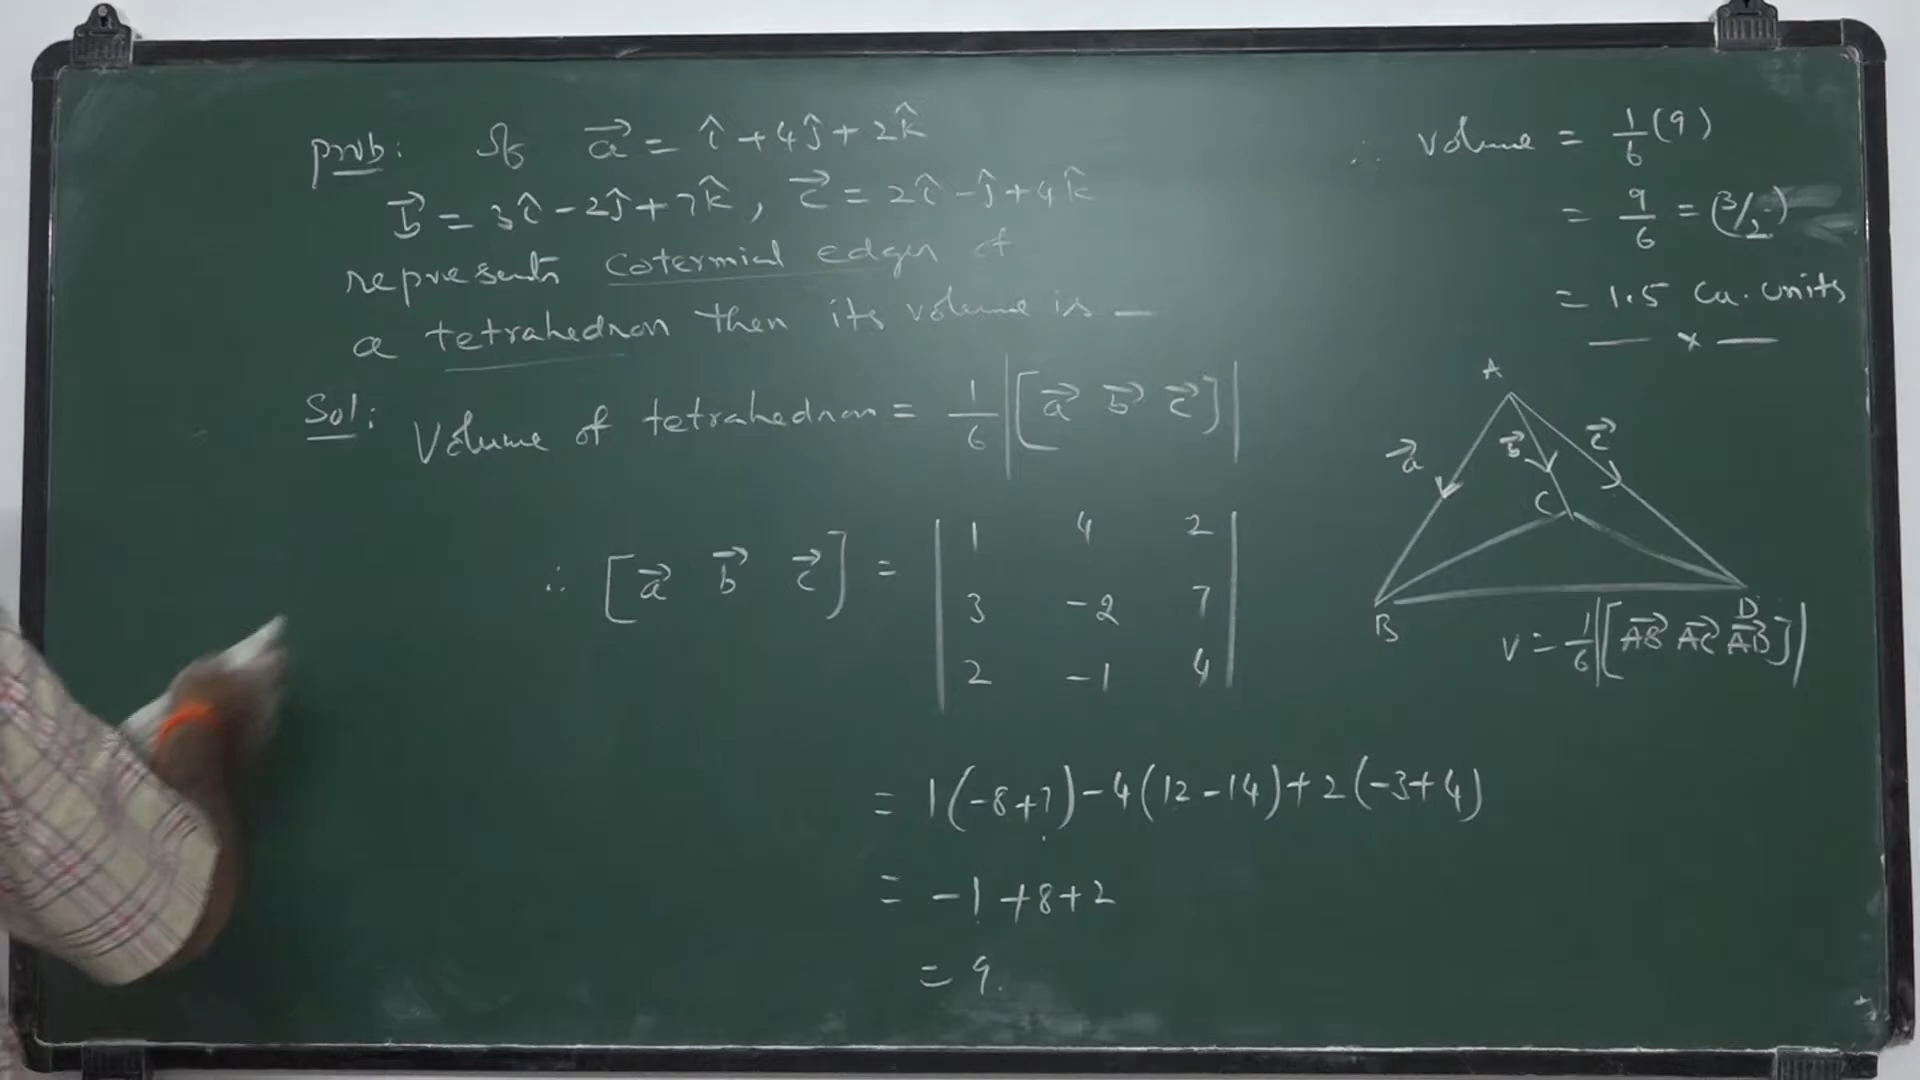 prob: If a⃗ = î + 4ĵ + 2k̂
b⃗ = 3î - 2ĵ + 7k̂, c⃗ = 2î - ĵ + 4k̂
represents cotermial edges of
a tetrahedron then its volume is —
Sol: Volume of tetrahedron = 1/6 |[a⃗ b⃗ c⃗]|
∴ [a⃗ b⃗ c⃗] = | 1 4 2 |
| 3 -2 7 |
| 2 -1 4 |
= 1(-8+7) - 4(12-14) + 2(-3+4)
= -1 + 8 + 2
= 9.
∴ Volume = 1/6 (9)
= 9/6 = (3/2)
= 1.5 Cu. units
— x —
A
a⃗ b⃗ c⃗
C
B D
V = 1/6 |[AB⃗ AC⃗ AD⃗]|